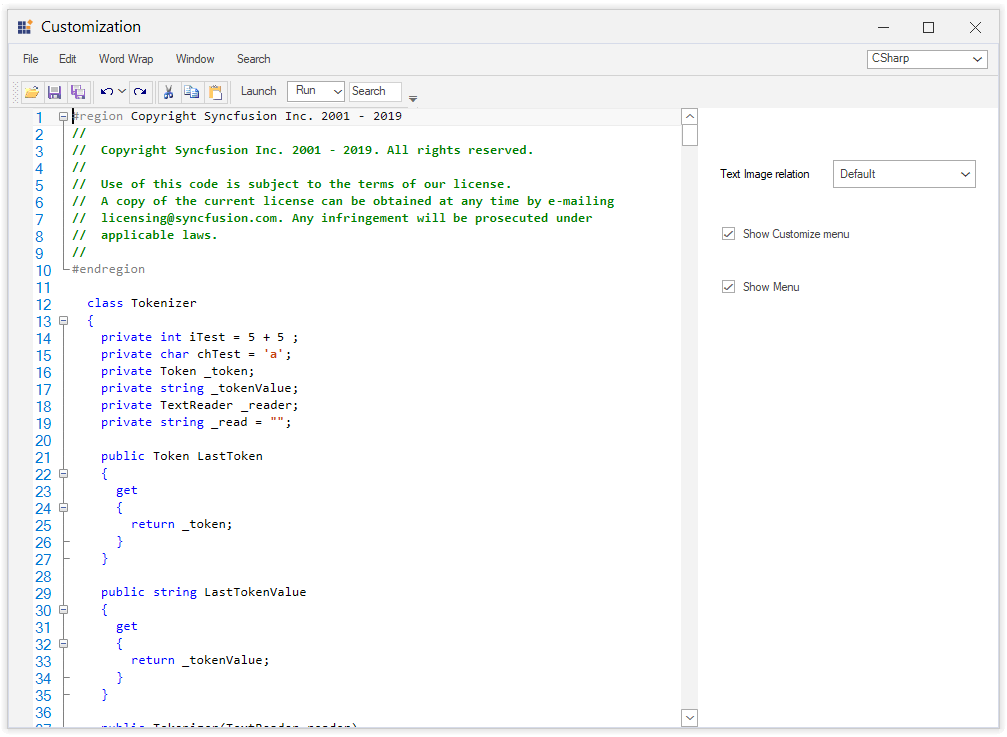 Customization
File Edit Word Wrap Window Search CSharp
Launch Run Search
1 #region Copyright Syncfusion Inc. 2001 - 2019
2 //
3 //  Copyright Syncfusion Inc. 2001 - 2019. All rights reserved.
4 //
5 //  Use of this code is subject to the terms of our license.
6 //  A copy of the current license can be obtained at any time by e-mailing
7 //  licensing@syncfusion.com. Any infringement will be prosecuted under
8 //  applicable laws.
9 //
10 #endregion
11
12   class Tokenizer
13   {
14     private int iTest = 5 + 5 ;
15     private char chTest = 'a';
16     private Token _token;
17     private string _tokenValue;
18     private TextReader _reader;
19     private string _read = "";
20
21     public Token LastToken
22     {
23       get
24       {
25         return _token;
26       }
27     }
28
29     public string LastTokenValue
30     {
31       get
32       {
33         return _tokenValue;
34       }
35     }
36
37     public Tokenizer(TextReader reader)
Text Image relation Default
Show Customize menu
Show Menu